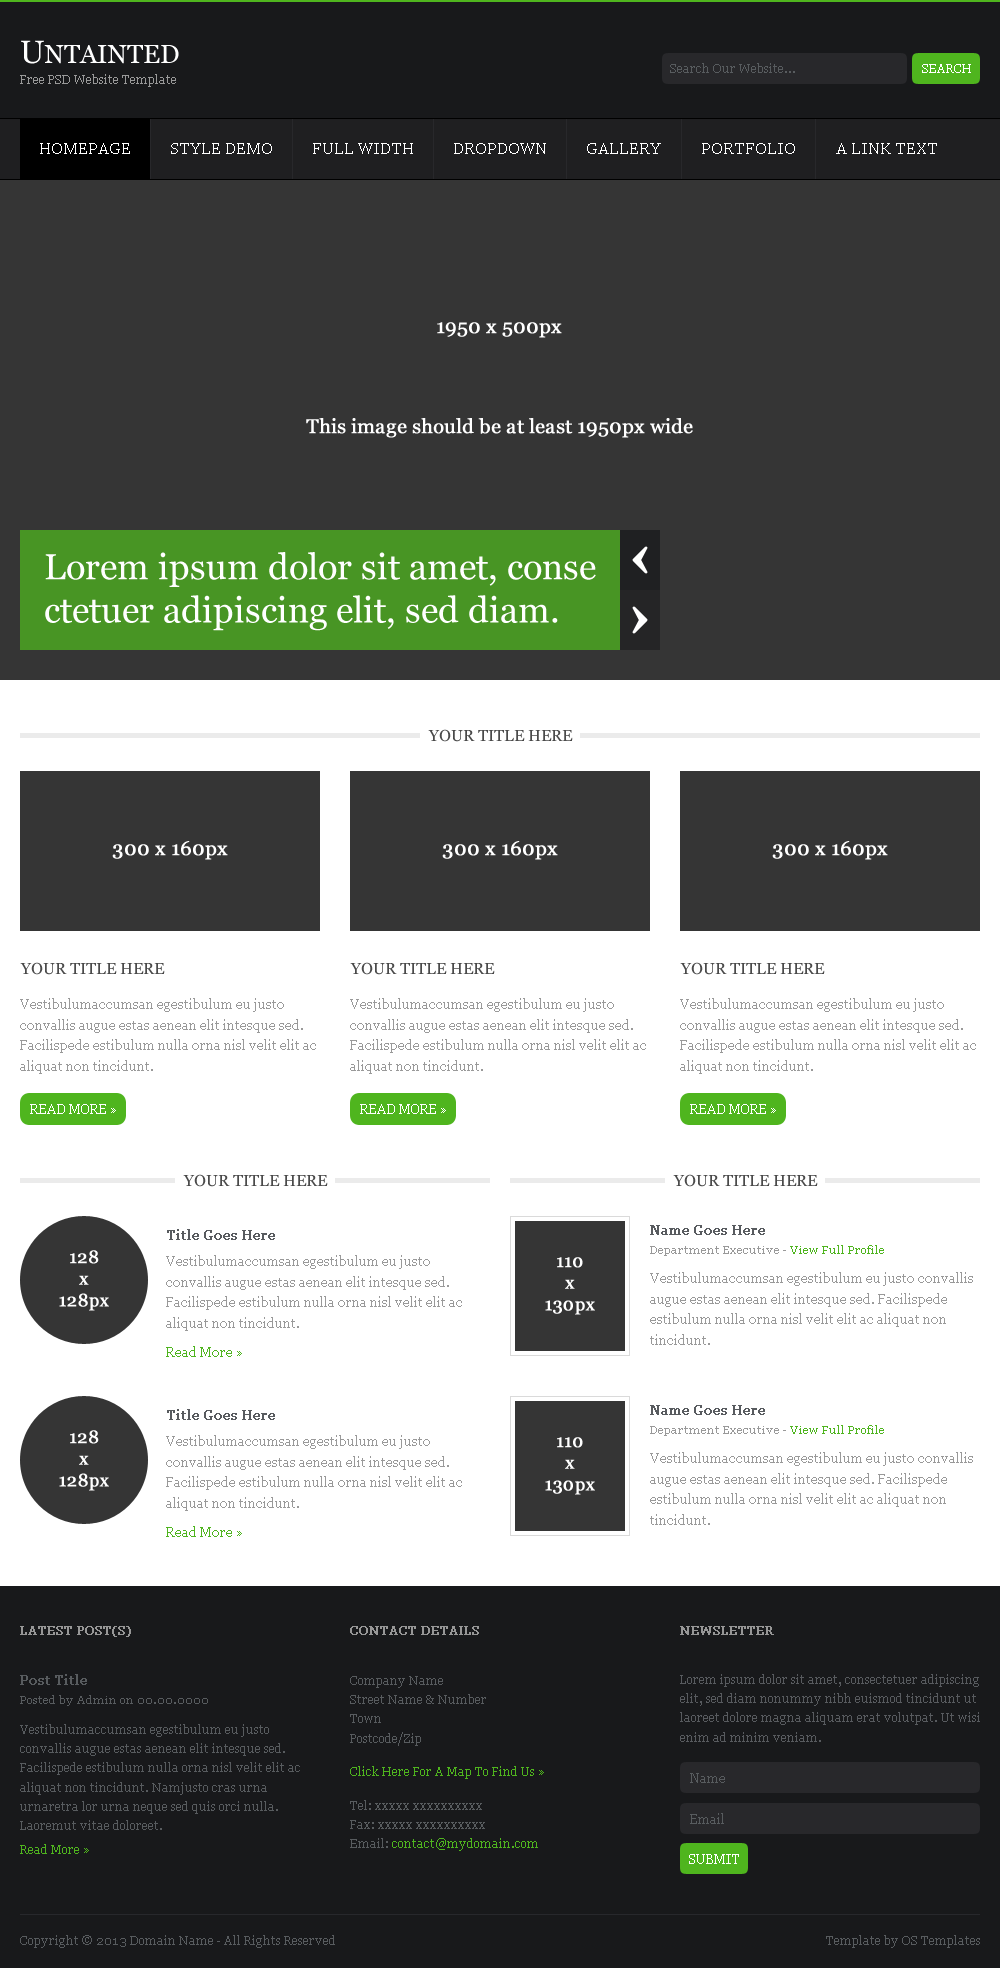 UNTAINTED
Free PSD Website Template
Search Our Website...
SEARCH
HOMEPAGE
STYLE DEMO
FULL WIDTH
DROPDOWN
GALLERY
PORTFOLIO
A LINK TEXT
1950 x 500px
This image should be at least 1950px wide
Lorem ipsum dolor sit amet, conse
ctetuer adipiscing elit, sed diam.
YOUR TITLE HERE
300 x 160px
YOUR TITLE HERE
Vestibulumaccumsan egestibulum eu justo
convallis augue estas aenean elit intesque sed.
Facilispede estibulum nulla orna nisl velit elit ac
aliquat non tincidunt.
READ MORE »
300 x 160px
YOUR TITLE HERE
Vestibulumaccumsan egestibulum eu justo
convallis augue estas aenean elit intesque sed.
Facilispede estibulum nulla orna nisl velit elit ac
aliquat non tincidunt.
READ MORE »
300 x 160px
YOUR TITLE HERE
Vestibulumaccumsan egestibulum eu justo
convallis augue estas aenean elit intesque sed.
Facilispede estibulum nulla orna nisl velit elit ac
aliquat non tincidunt.
READ MORE »
YOUR TITLE HERE
128
x
128px
Title Goes Here
Vestibulumaccumsan egestibulum eu justo
convallis augue estas aenean elit intesque sed.
Facilispede estibulum nulla orna nisl velit elit ac
aliquat non tincidunt.
Read More »
128
x
128px
Title Goes Here
Vestibulumaccumsan egestibulum eu justo
convallis augue estas aenean elit intesque sed.
Facilispede estibulum nulla orna nisl velit elit ac
aliquat non tincidunt.
Read More »
YOUR TITLE HERE
110
x
130px
Name Goes Here
Department Executive - View Full Profile
Vestibulumaccumsan egestibulum eu justo convallis
augue estas aenean elit intesque sed. Facilispede
estibulum nulla orna nisl velit elit ac aliquat non
tincidunt.
110
x
130px
Name Goes Here
Department Executive - View Full Profile
Vestibulumaccumsan egestibulum eu justo convallis
augue estas aenean elit intesque sed. Facilispede
estibulum nulla orna nisl velit elit ac aliquat non
tincidunt.
LATEST POST(S)
Post Title
Posted by Admin on 00.00.0000
Vestibulumaccumsan egestibulum eu justo
convallis augue estas aenean elit intesque sed.
Facilispede estibulum nulla orna nisl velit elit ac
aliquat non tincidunt. Namjusto cras urna
urnaretra lor urna neque sed quis orci nulla.
Laoremut vitae doloreet.
Read More »
CONTACT DETAILS
Company Name
Street Name & Number
Town
Postcode/Zip
Click Here For A Map To Find Us »
Tel: xxxxx xxxxxxxxxx
Fax: xxxxx xxxxxxxxxx
Email: contact@mydomain.com
NEWSLETTER
Lorem ipsum dolor sit amet, consectetuer adipiscing
elit, sed diam nonummy nibh euismod tincidunt ut
laoreet dolore magna aliquam erat volutpat. Ut wisi
enim ad minim veniam.
Name
Email
SUBMIT
Copyright © 2013 Domain Name - All Rights Reserved
Template by OS Templates